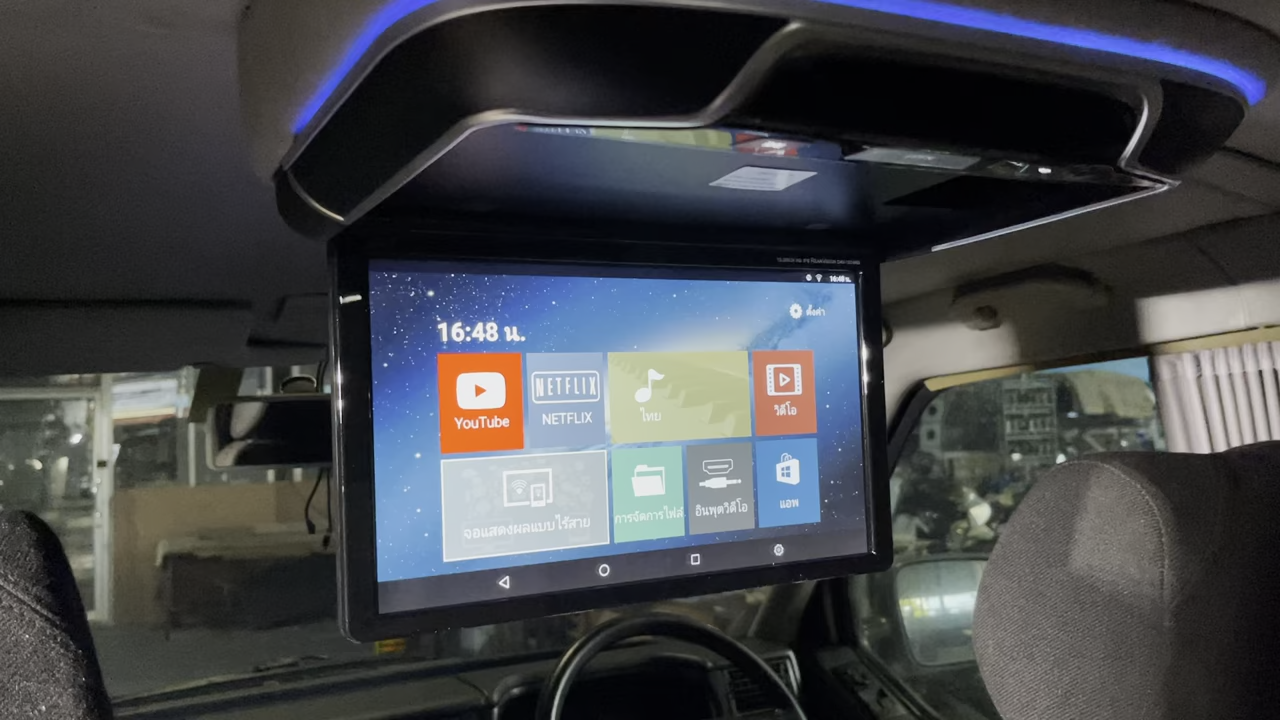 16:48 น.
ตั้งค่า
16:48 น.
YouTube
NETFLIX
NETFLIX
ไทย
วิดีโอ
จอแสดงผลแบบไร้สาย
การจัดการไฟล์
อินพุตวิดีโอ
แอพ